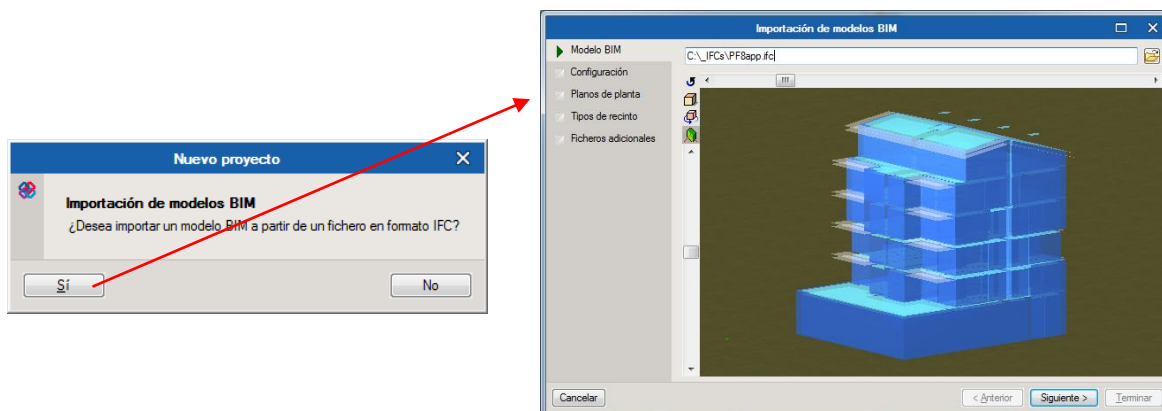 Nuevo proyecto
Importación de modelos BIM
¿Desea importar un modelo BIM a partir de un fichero en formato IFC?
Sí
No
Importación de modelos BIM
Modelo BIM
Configuración
Planos de planta
Tipos de recinto
Ficheros adicionales
C:\_IFCs\PF8app.ifc
Cancelar
< Anterior
Siguiente >
Terminar